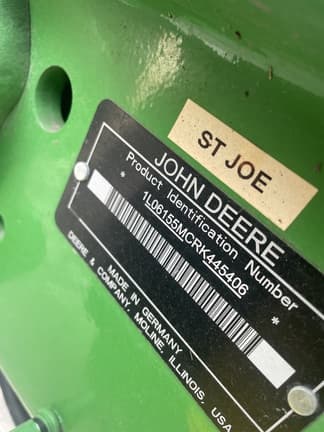 ST JOE
JOHN DEERE
Product Identification Number
* 1L06155MCRK445406 *
MADE IN GERMANY
DEERE & COMPANY, MOLINE, ILLINOIS, USA